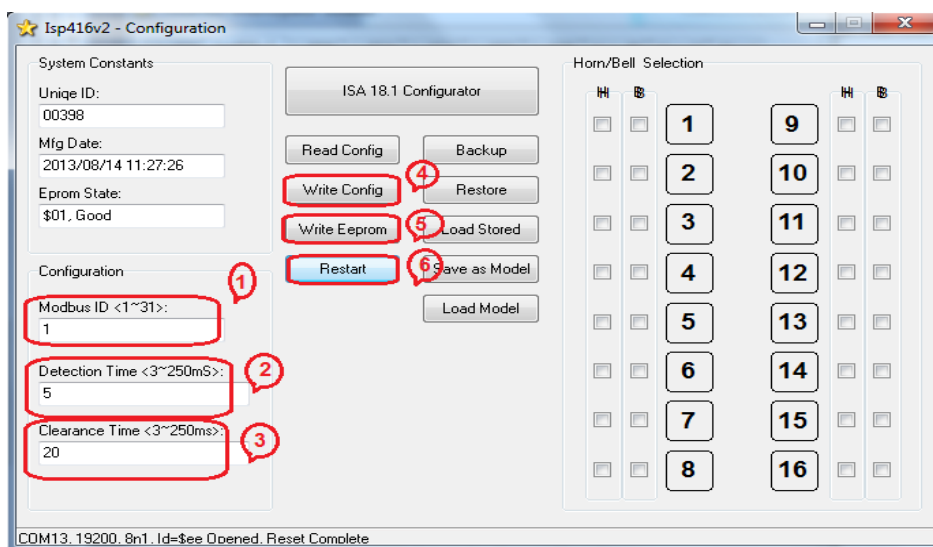 Isp416v2 - Configuration
System Constants
Uniqe ID:
00398
Mfg Date:
2013/08/14 11:27:26
Eprom State:
$01, Good
Configuration
1
Modbus ID <1~31>:
1
Detection Time <3~250mS>:
2
5
Clearance Time <3~250ms>:
3
20
ISA 18.1 Configurator
Read Config
Backup
Write Config
4
Restore
Write Eeprom
5
Load Stored
Restart
6
Save as Model
Load Model
Horn/Bell Selection
1 9
2 10
3 11
4 12
5 13
6 14
7 15
8 16
COM13, 19200, 8n1, Id=$ee Opened, Reset Complete